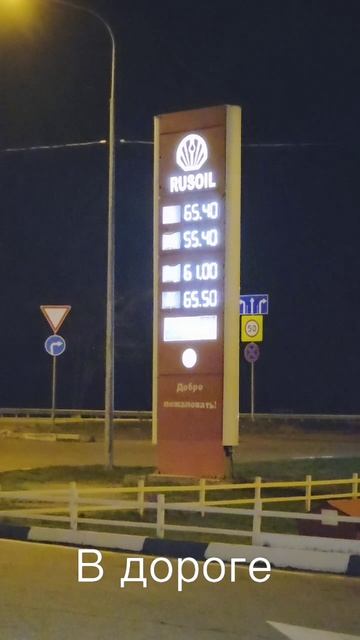 RUSOIL
65.40
55.40
61.00
65.50
50
Добро
пожаловать!
В дороге